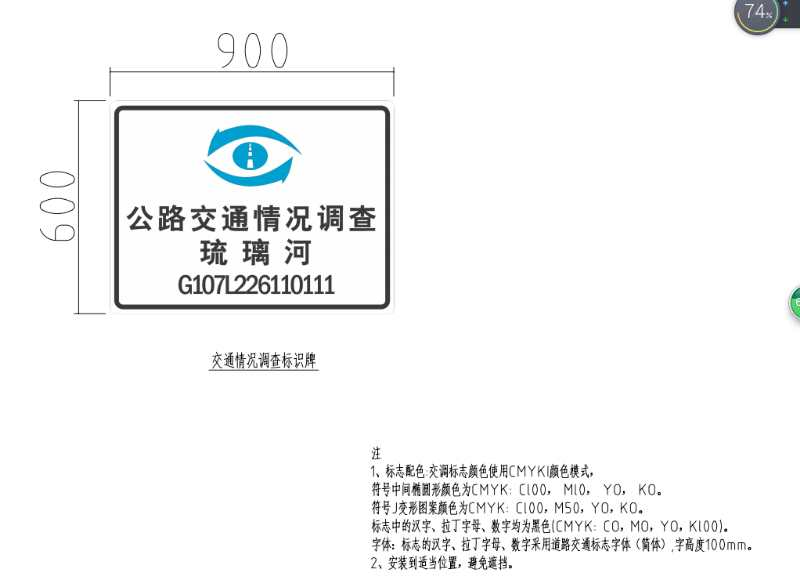 74%
900
600
公路交通情况调查
琉璃河
G107L226110111
交通情况调查标识牌
注
1、标志配色:交调标志颜色使用CMYKI颜色模式,
符号中间椭圆形颜色为CMYK: C100, M10, Y0, K0。
符号J变形图案颜色为CMYK: C100, M50, Y0, K0。
标志中的汉字、拉丁字母、数字均为黑色(CMYK: C0, M0, Y0, K100)。
字体: 标志的汉字、拉丁字母、数字采用道路交通标志字体(简体),字高度100mm。
2、安装到适当位置, 避免遮挡。